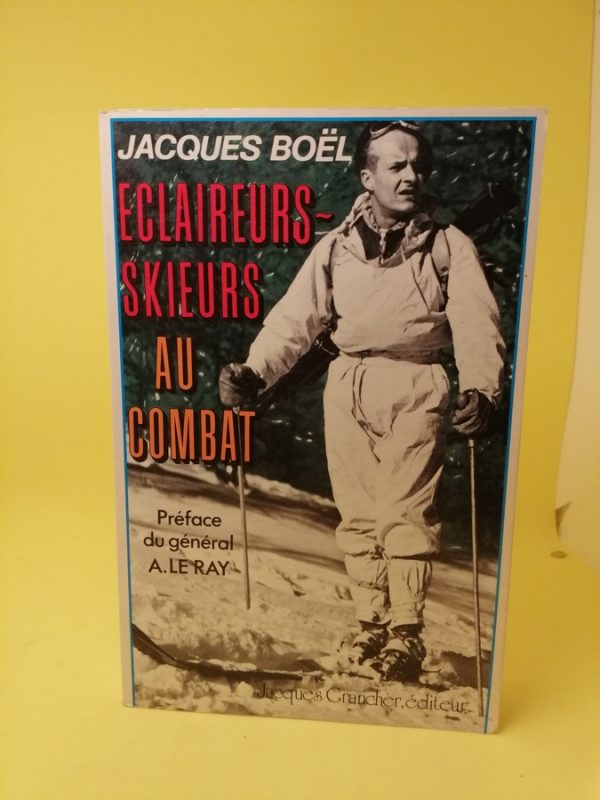 JACQUES BOËL
ECLAIREURS~
SKIEURS
AU
COMBAT
Préface
du général
A. LE RAY
Jacques Grancher, éditeur